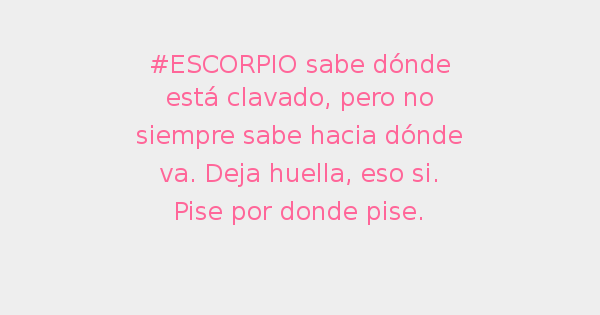 #ESCORPIO sabe dónde
está clavado, pero no
siempre sabe hacia dónde
va. Deja huella, eso si.
Pise por donde pise.